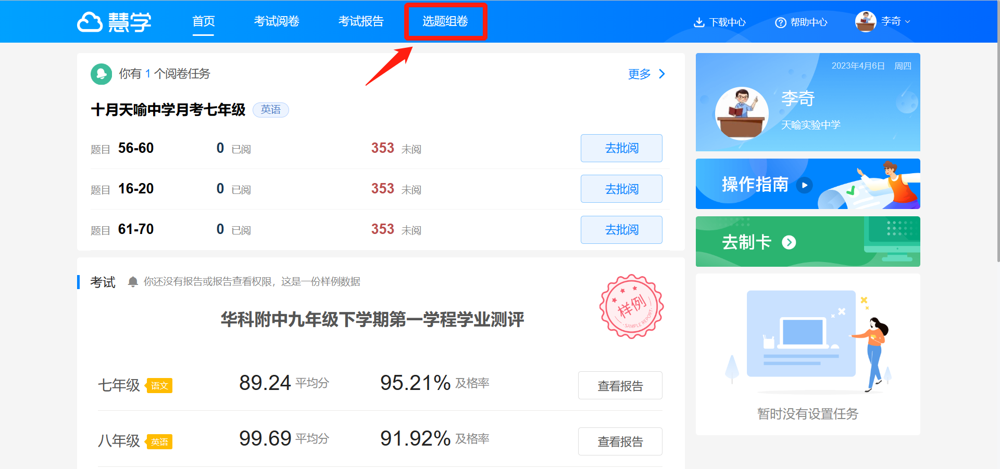 慧学 首页 考试阅卷 考试报告 选题组卷 下载中心 帮助中心 李奇
你有 1 个阅卷任务 更多
十月天喻中学月考七年级 英语
题目 56-60 0 已阅 353 未阅 去批阅
题目 16-20 0 已阅 353 未阅 去批阅
题目 61-70 0 已阅 353 未阅 去批阅
考试 你还没有报告或报告查看权限，这是一份样例数据
样例
SAMPLE REPORT
华科附中九年级下学期第一学程学业测评
七年级 语文 89.24 平均分 95.21% 及格率 查看报告
八年级 英语 99.69 平均分 91.92% 及格率 查看报告
2023年4月6日 周四
李奇
天喻实验中学
操作指南
去制卡
暂时没有设置任务